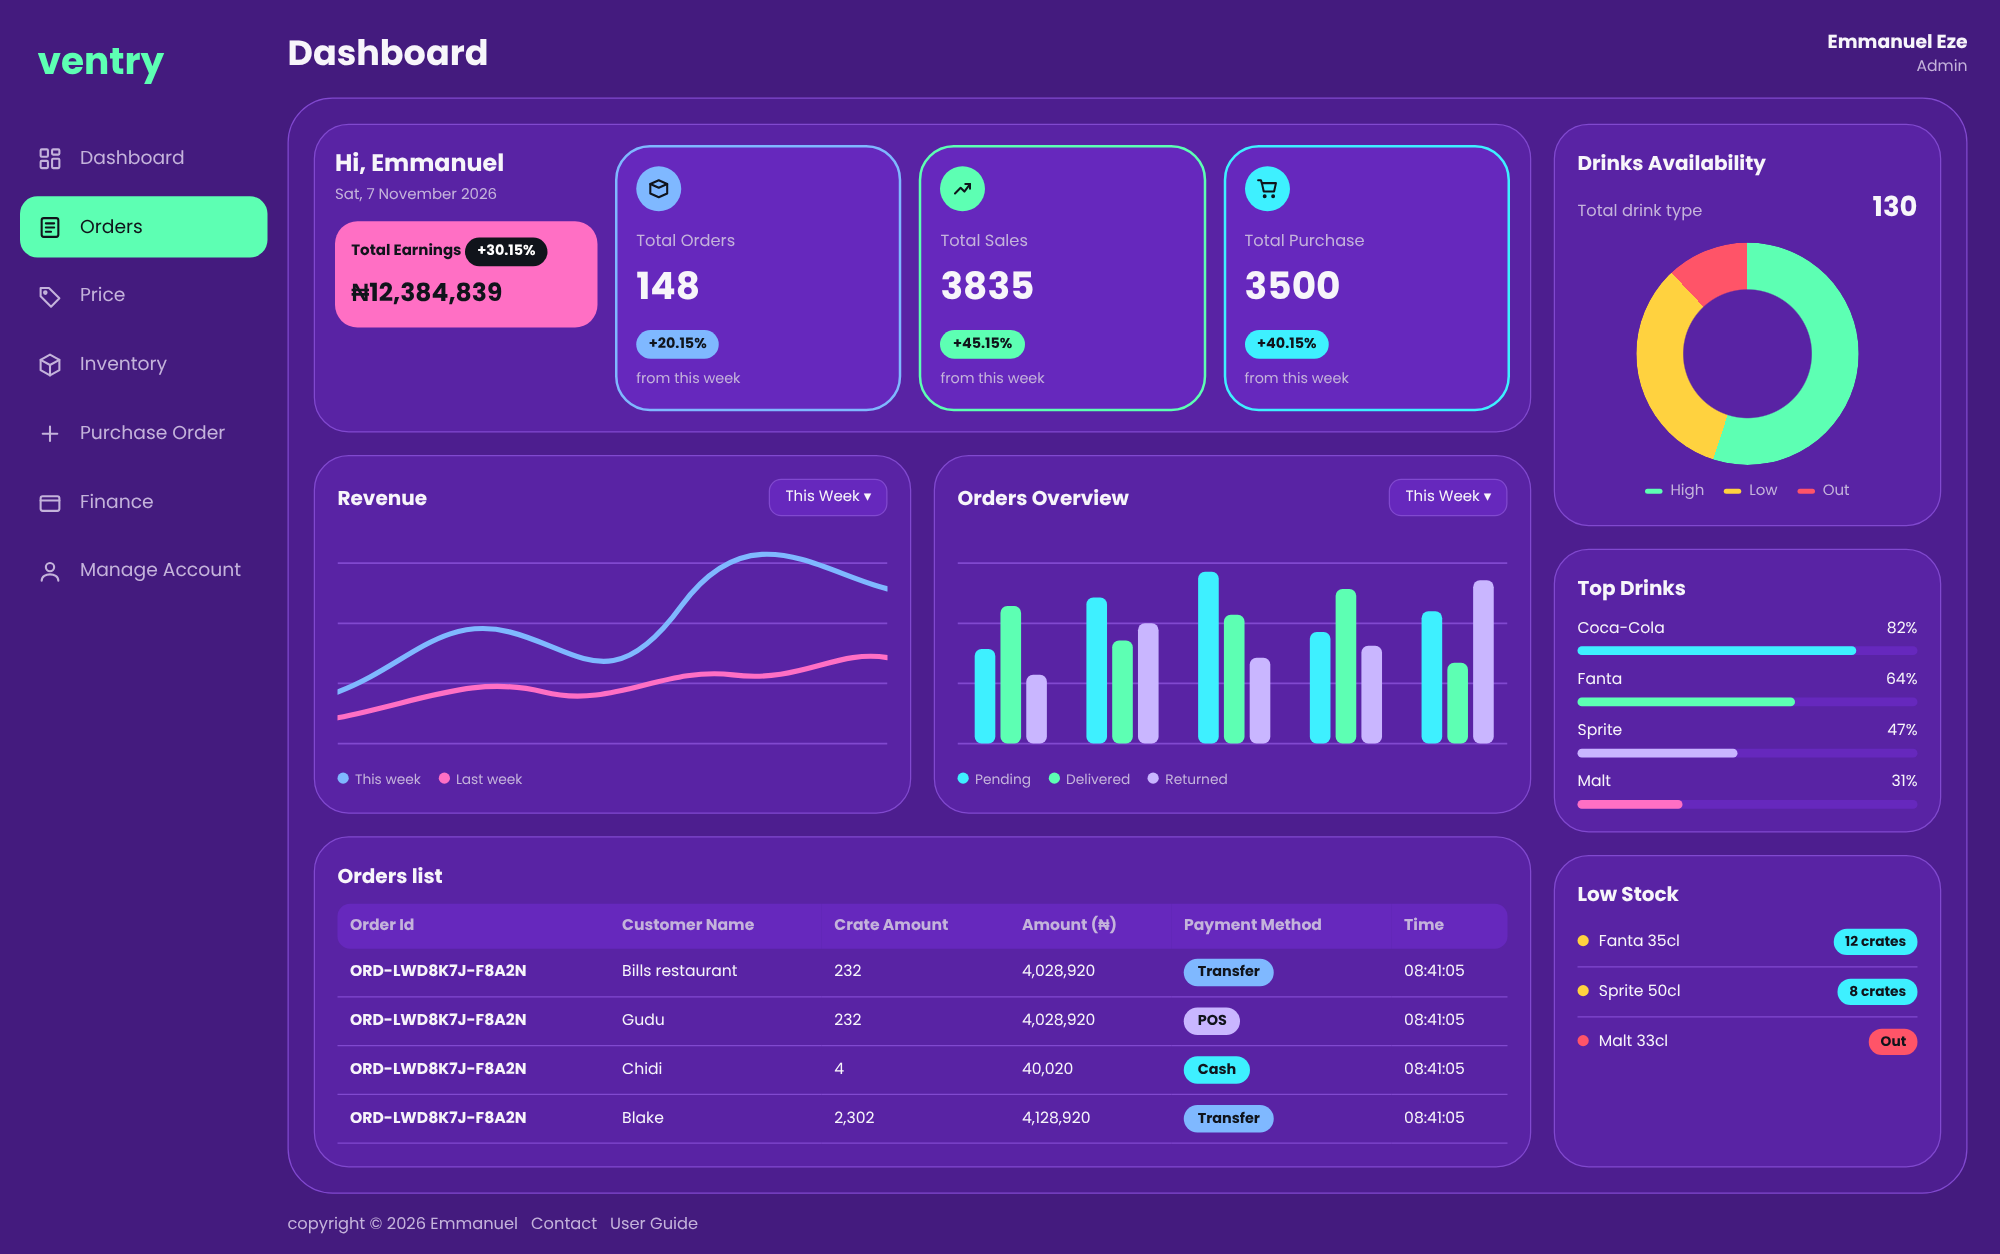 ventry
Dashboard
Emmanuel Eze
Admin
Dashboard
Orders
Price
Inventory
Purchase Order
Finance
Manage Account
Hi, Emmanuel
Sat, 7 November 2026
Total Earnings +30.15%
₦12,384,839
Total Orders
148
+20.15%
from this week
Total Sales
3835
+45.15%
from this week
Total Purchase
3500
+40.15%
from this week
Drinks Availability
Total drink type 130
High Low Out
Revenue
This Week ▾
This week Last week
Orders Overview
This Week ▾
Pending Delivered Returned
Top Drinks
Coca-Cola 82%
Fanta 64%
Sprite 47%
Malt 31%
Orders list
Order Id Customer Name Crate Amount Amount (₦) Payment Method Time
ORD-LWD8K7J-F8A2N Bills restaurant 232 4,028,920 Transfer 08:41:05
ORD-LWD8K7J-F8A2N Gudu 232 4,028,920 POS 08:41:05
ORD-LWD8K7J-F8A2N Chidi 4 40,020 Cash 08:41:05
ORD-LWD8K7J-F8A2N Blake 2,302 4,128,920 Transfer 08:41:05
Low Stock
Fanta 35cl 12 crates
Sprite 50cl 8 crates
Malt 33cl Out
copyright © 2026 Emmanuel Contact User Guide